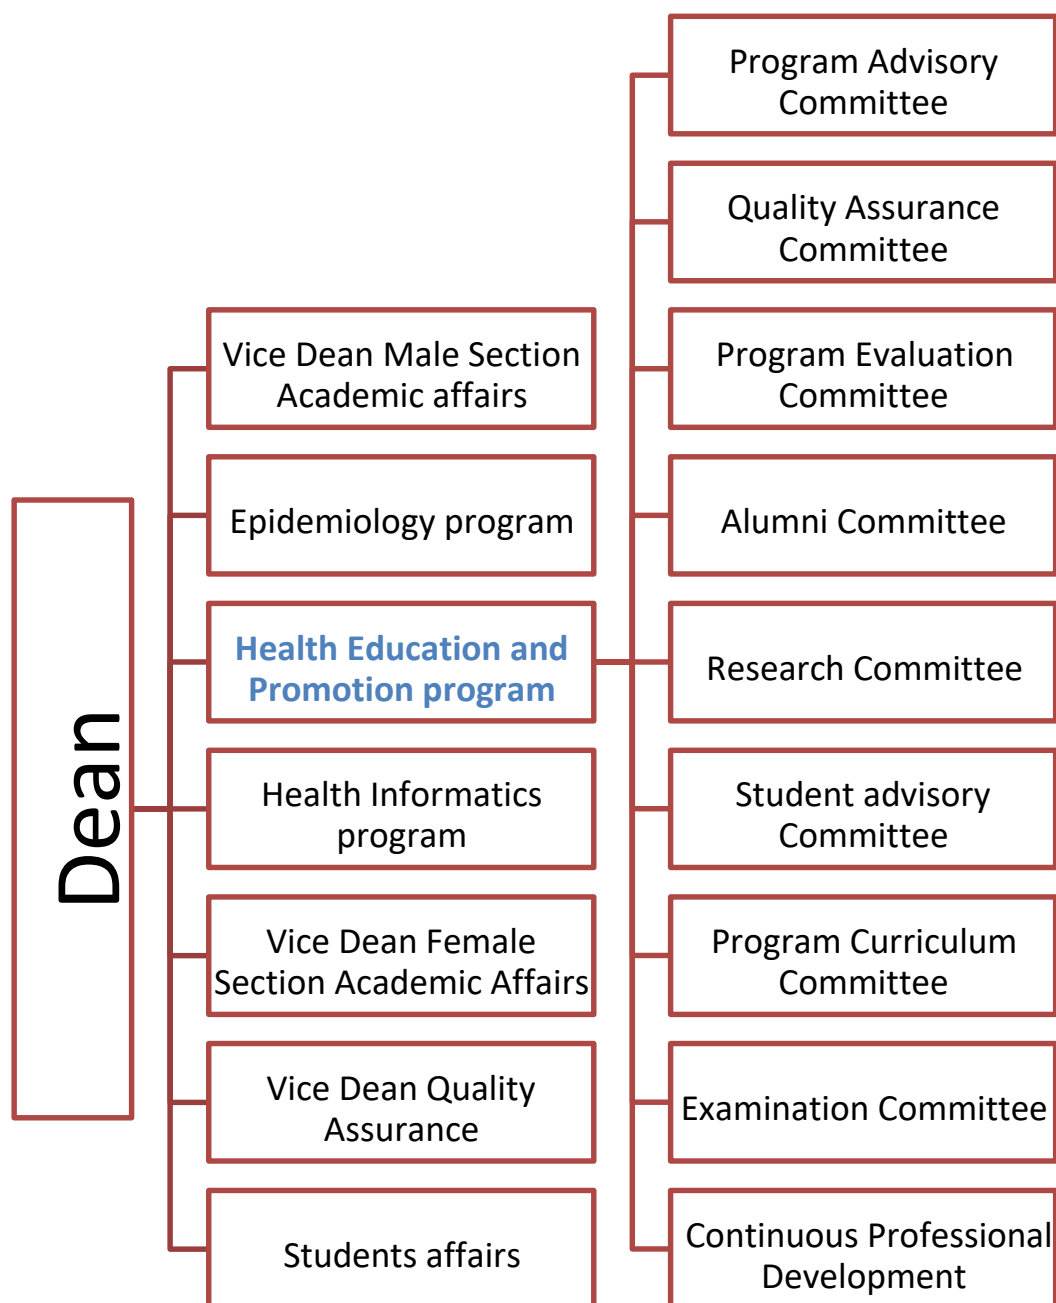 Dean
Vice Dean Male Section
Academic affairs
Epidemiology program
Health Education and
Promotion program
Health Informatics
program
Vice Dean Female
Section Academic Affairs
Vice Dean Quality
Assurance
Students affairs
Program Advisory
Committee
Quality Assurance
Committee
Program Evaluation
Committee
Alumni Committee
Research Committee
Student advisory
Committee
Program Curriculum
Committee
Examination Committee
Continuous Professional
Development